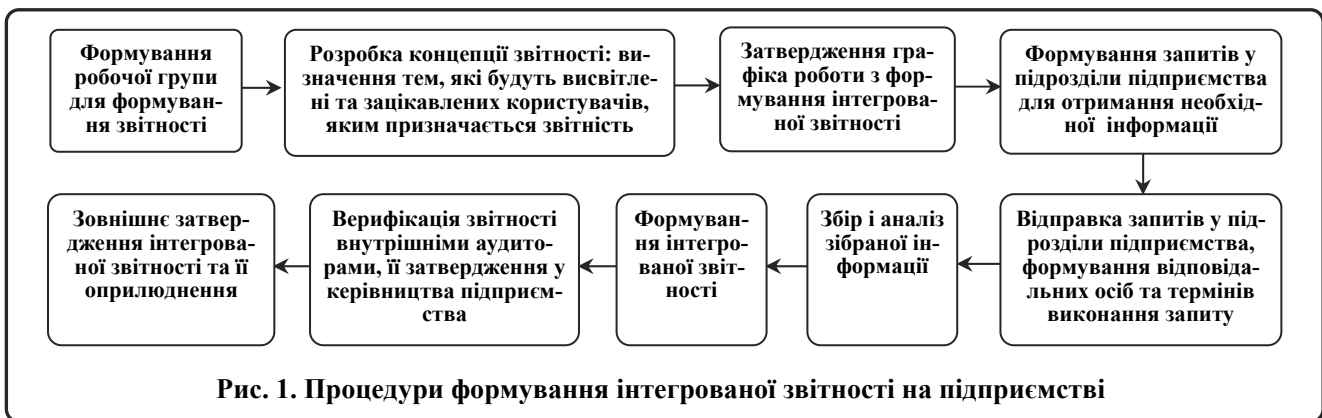 Формування
робочої групи
для формуван-
ня звітності
Розробка концепції звітності: ви-
значення тем, які будуть висвітле-
ні та зацікавлених користувачів,
яким призначається звітність
Затвердження гра-
фіка роботи з фор-
мування інтегрова-
ної звітності
Формування запитів у
підрозділи підприємства
для отримання необхід-
ної інформації
Відправка запитів у під-
розділи підприємства,
формування відповіда-
льних осіб та термінів
виконання запиту
Збір і аналіз
зібраної ін-
формації
Формуван-
ня інтегро-
ваної звіт-
ності
Верифікація звітності
внутрішніми аудито-
рами, її затвердження у
керівництва підприєм-
ства
Зовнішнє затвер-
дження інтегрова-
ної звітності та її
оприлюднення
Рис. 1. Процедури формування інтегрованої звітності на підприємстві